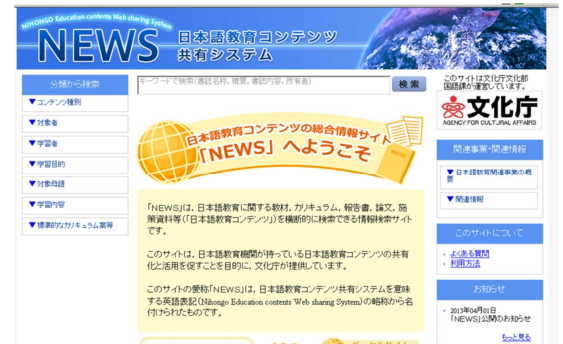 NIHONGO Education contents Web sharing System
NEWS 日本語教育コンテンツ
共有システム
分類から検索
▼コンテンツ種別
▼対象者
▼学習者
▼学習目的
▼対象母語
▼学習内容
▼標準的なカリキュラム案等
キーワードで検索(書誌名称、概要、書誌内容、所有者)
検索
日本語教育コンテンツの総合情報サイト
「NEWS」へようこそ
NOTE
「NEWS」は、日本語教育に関する教材、カリキュラム、報告書、論文、施
策資料等(「日本語教育コンテンツ」)を横断的に検索できる情報検索サイト
です。
このサイトは、日本語教育機関が持っている日本語教育コンテンツの共有
化と活用を促すことを目的に、文化庁が提供しています。
このサイトの愛称「NEWS」は、日本語教育コンテンツ共有システムを意味
する英語表記(Nihongo Education contents Web sharing System)の略称から名
付けられたものです。
このサイトは文化庁文化部
国語課が運営しています。
文化庁
AGENCY FOR CULTURAL AFFAIRS
関連事業・関連情報
▼日本語教育関連事業の概
要
▼関連情報
このサイトについて
よくある質問
利用方法
お知らせ
2013年04月01日
「NEWS」公開のお知らせ
もっと見る